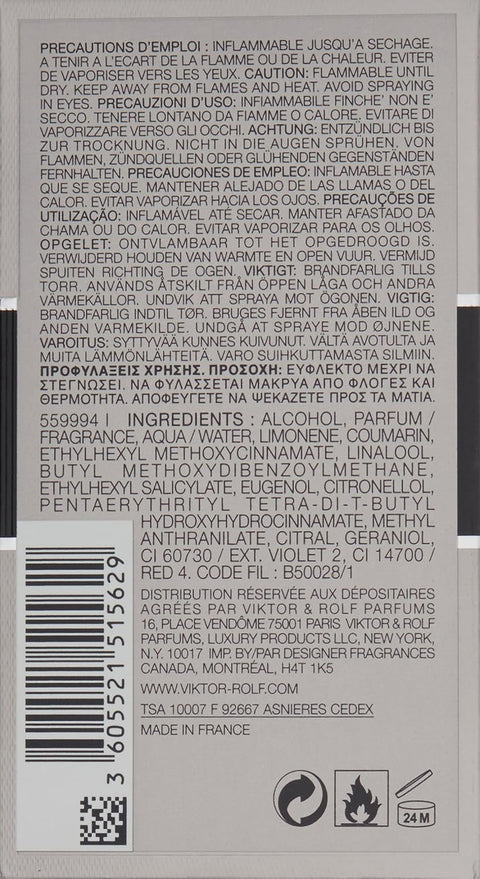 PRECAUTIONS D'EMPLOI : INFLAMMABLE JUSQU'A SECHAGE.
A TENIR A L'ECART DE LA FLAMME OU DE LA CHALEUR. EVITER
DE VAPORISER VERS LES YEUX. CAUTION: FLAMMABLE UNTIL
DRY. KEEP AWAY FROM FLAMES AND HEAT. AVOID SPRAYING
IN EYES. PRECAUZIONI D'USO: INFIAMMABILE FINCHE' NON E'
SECCO. TENERE LONTANO DA FIAMME O CALORE. EVITARE DI
VAPORIZZARE VERSO GLI OCCHI. ACHTUNG: ENTZÜNDLICH BIS
ZUR TROCKNUNG. NICHT IN DIE AUGEN SPRÜHEN. VON
FLAMMEN, ZÜNDQUELLEN ODER GLÜHENDEN GEGENSTÄNDEN
FERNHALTEN. PRECAUCIONES DE EMPLEO: INFLAMABLE HASTA
QUE SE SEQUE. MANTENER ALEJADO DE LAS LLAMAS O DEL
CALOR. EVITAR VAPORIZAR HACIA LOS OJOS. PRECAUÇÕES DE
UTILIZAÇÃO: INFLAMÁVEL ATÉ SECAR. MANTER AFASTADO DA
CHAMA OU DO CALOR. EVITAR VAPORIZAR PARA OS OLHOS.
OPGELET: ONTVLAMBAAR TOT HET OPGEDROOGD IS.
VERWIJDERD HOUDEN VAN WARMTE EN OPEN VUUR. VERMIJD
SPUITEN RICHTING DE OGEN. VIKTIGT: BRANDFARLIG TILLS
TORR. ANVÄNDS ÅTSKILT FRÅN ÖPPEN LÅGA OCH ANDRA
VÄRMEKÄLLOR. UNDVIK ATT SPRAYA MOT ÖGONEN. VIGTIG:
BRANDFARLIG INDTIL TØR. BRUGES FJERNT FRA ÅBEN ILD OG
ANDEN VARMEKILDE. UNDGÅ AT SPRAYE MOD ØJNENE.
VAROITUS: SYTTYVÄÄ KUNNES KUIVUNUT. VÄLTÄ AVOTULTA JA
MUITA LÄMMÖNLÄHTEITÄ. VARO SUIHKUTTAMASTA SILMIIN.
ΠΡΟΦΥΛΑΞΕΙΣ ΧΡΗΣΗΣ. ΠΡΟΣΟΧΗ: ΕΥΦΛΕΚΤΟ ΜΕΧΡΙ ΝΑ
ΣΤΕΓΝΩΣΕΙ. ΝΑ ΦΥΛΑΣΣΕΤΑΙ ΜΑΚΡΥΑ ΑΠΟ ΦΛΟΓΕΣ ΚΑΙ
ΘΕΡΜΟΤΗΤΑ. ΑΠΟΦΕΥΓΕΤΕ ΝΑ ΨΕΚΑΖΕΤΕ ΠΡΟΣ ΤΑ ΜΑΤΙΑ.
559994 I INGREDIENTS : ALCOHOL, PARFUM /
FRAGRANCE, AQUA / WATER, LIMONENE, COUMARIN,
ETHYLHEXYL METHOXYCINNAMATE, LINALOOL,
BUTYL METHOXYDIBENZOYLMETHANE,
ETHYLHEXYL SALICYLATE, EUGENOL, CITRONELLOL,
PENTAERYTHRITYL TETRA-DI-T-BUTYL
HYDROXYHYDROCINNAMATE, METHYL
ANTHRANILATE, CITRAL, GERANIOL,
CI 60730 / EXT. VIOLET 2, CI 14700 /
RED 4. CODE FIL : B50028/1
DISTRIBUTION RÉSERVÉE AUX DÉPOSITAIRES
AGRÉÉS PAR VIKTOR & ROLF PARFUMS
16, PLACE VENDÔME 75001 PARIS VIKTOR & ROLF
PARFUMS, LUXURY PRODUCTS LLC, NEW YORK,
N.Y. 10017 IMP. BY/PAR DESIGNER FRAGRANCES
CANADA, MONTRÉAL, H4T 1K5
WWW.VIKTOR-ROLF.COM
TSA 10007 F 92667 ASNIERES CEDEX
MADE IN FRANCE
3 605521 515629
24 M